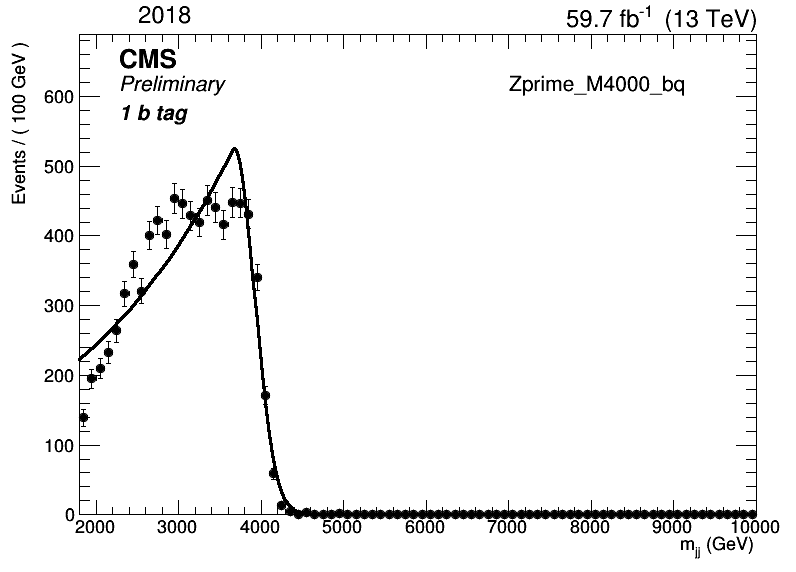 2018 59.7 fb⁻¹ (13 TeV)
CMS
Preliminary
Zprime_M4000_bq
1 b tag
Events / ( 100 GeV )
600
500
400
300
200
100
0
2000 3000 4000 5000 6000 7000 8000 9000 10000
m_jj (GeV)